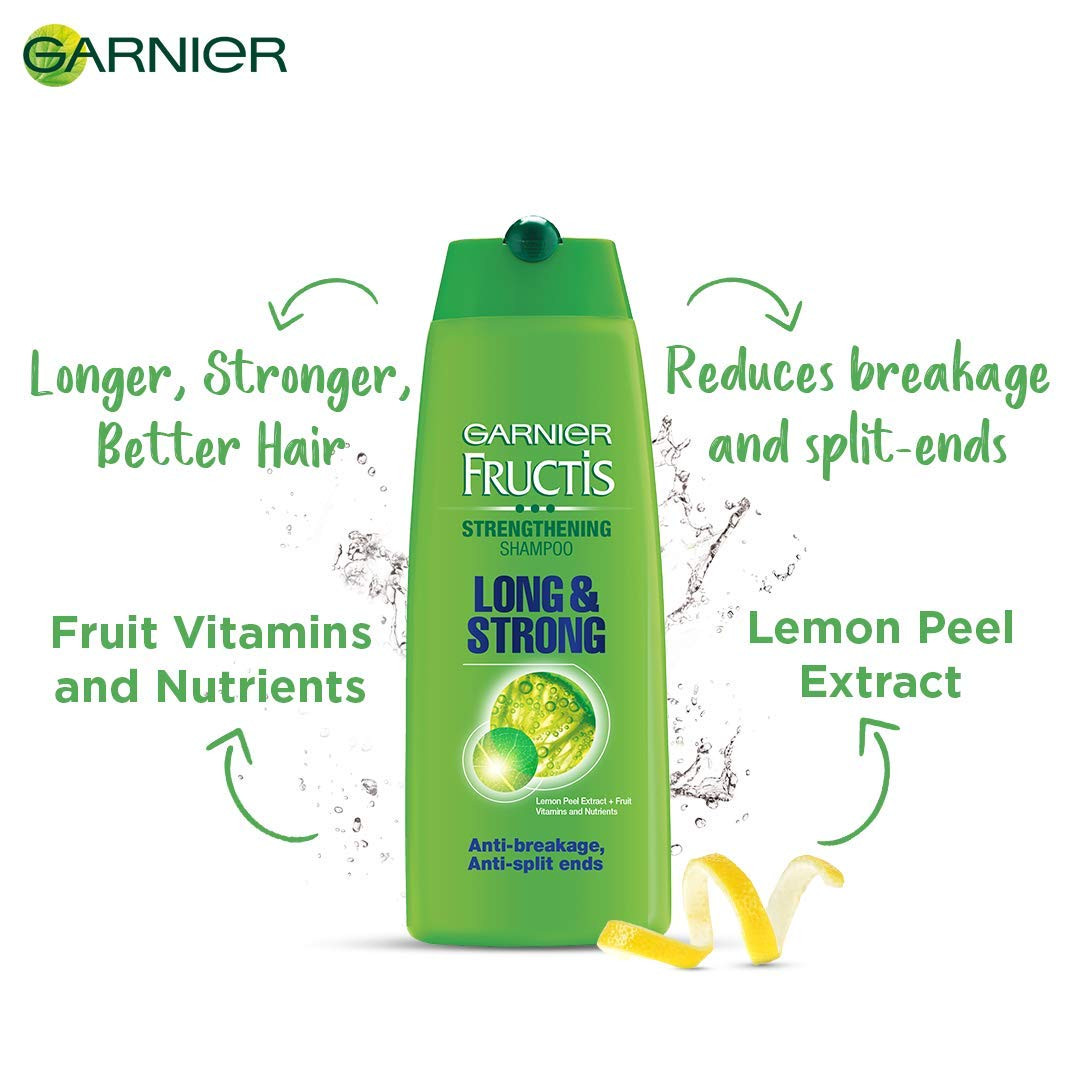 GARNIER
Longer, Stronger,
Better Hair
Reduces breakage
and split-ends
GARNIER
FRUCTIS
STRENGTHENING
SHAMPOO
LONG &
STRONG
Lemon Peel Extract + Fruit
Vitamins and Nutrients
Anti-breakage,
Anti-split ends
Fruit Vitamins
and Nutrients
Lemon Peel
Extract